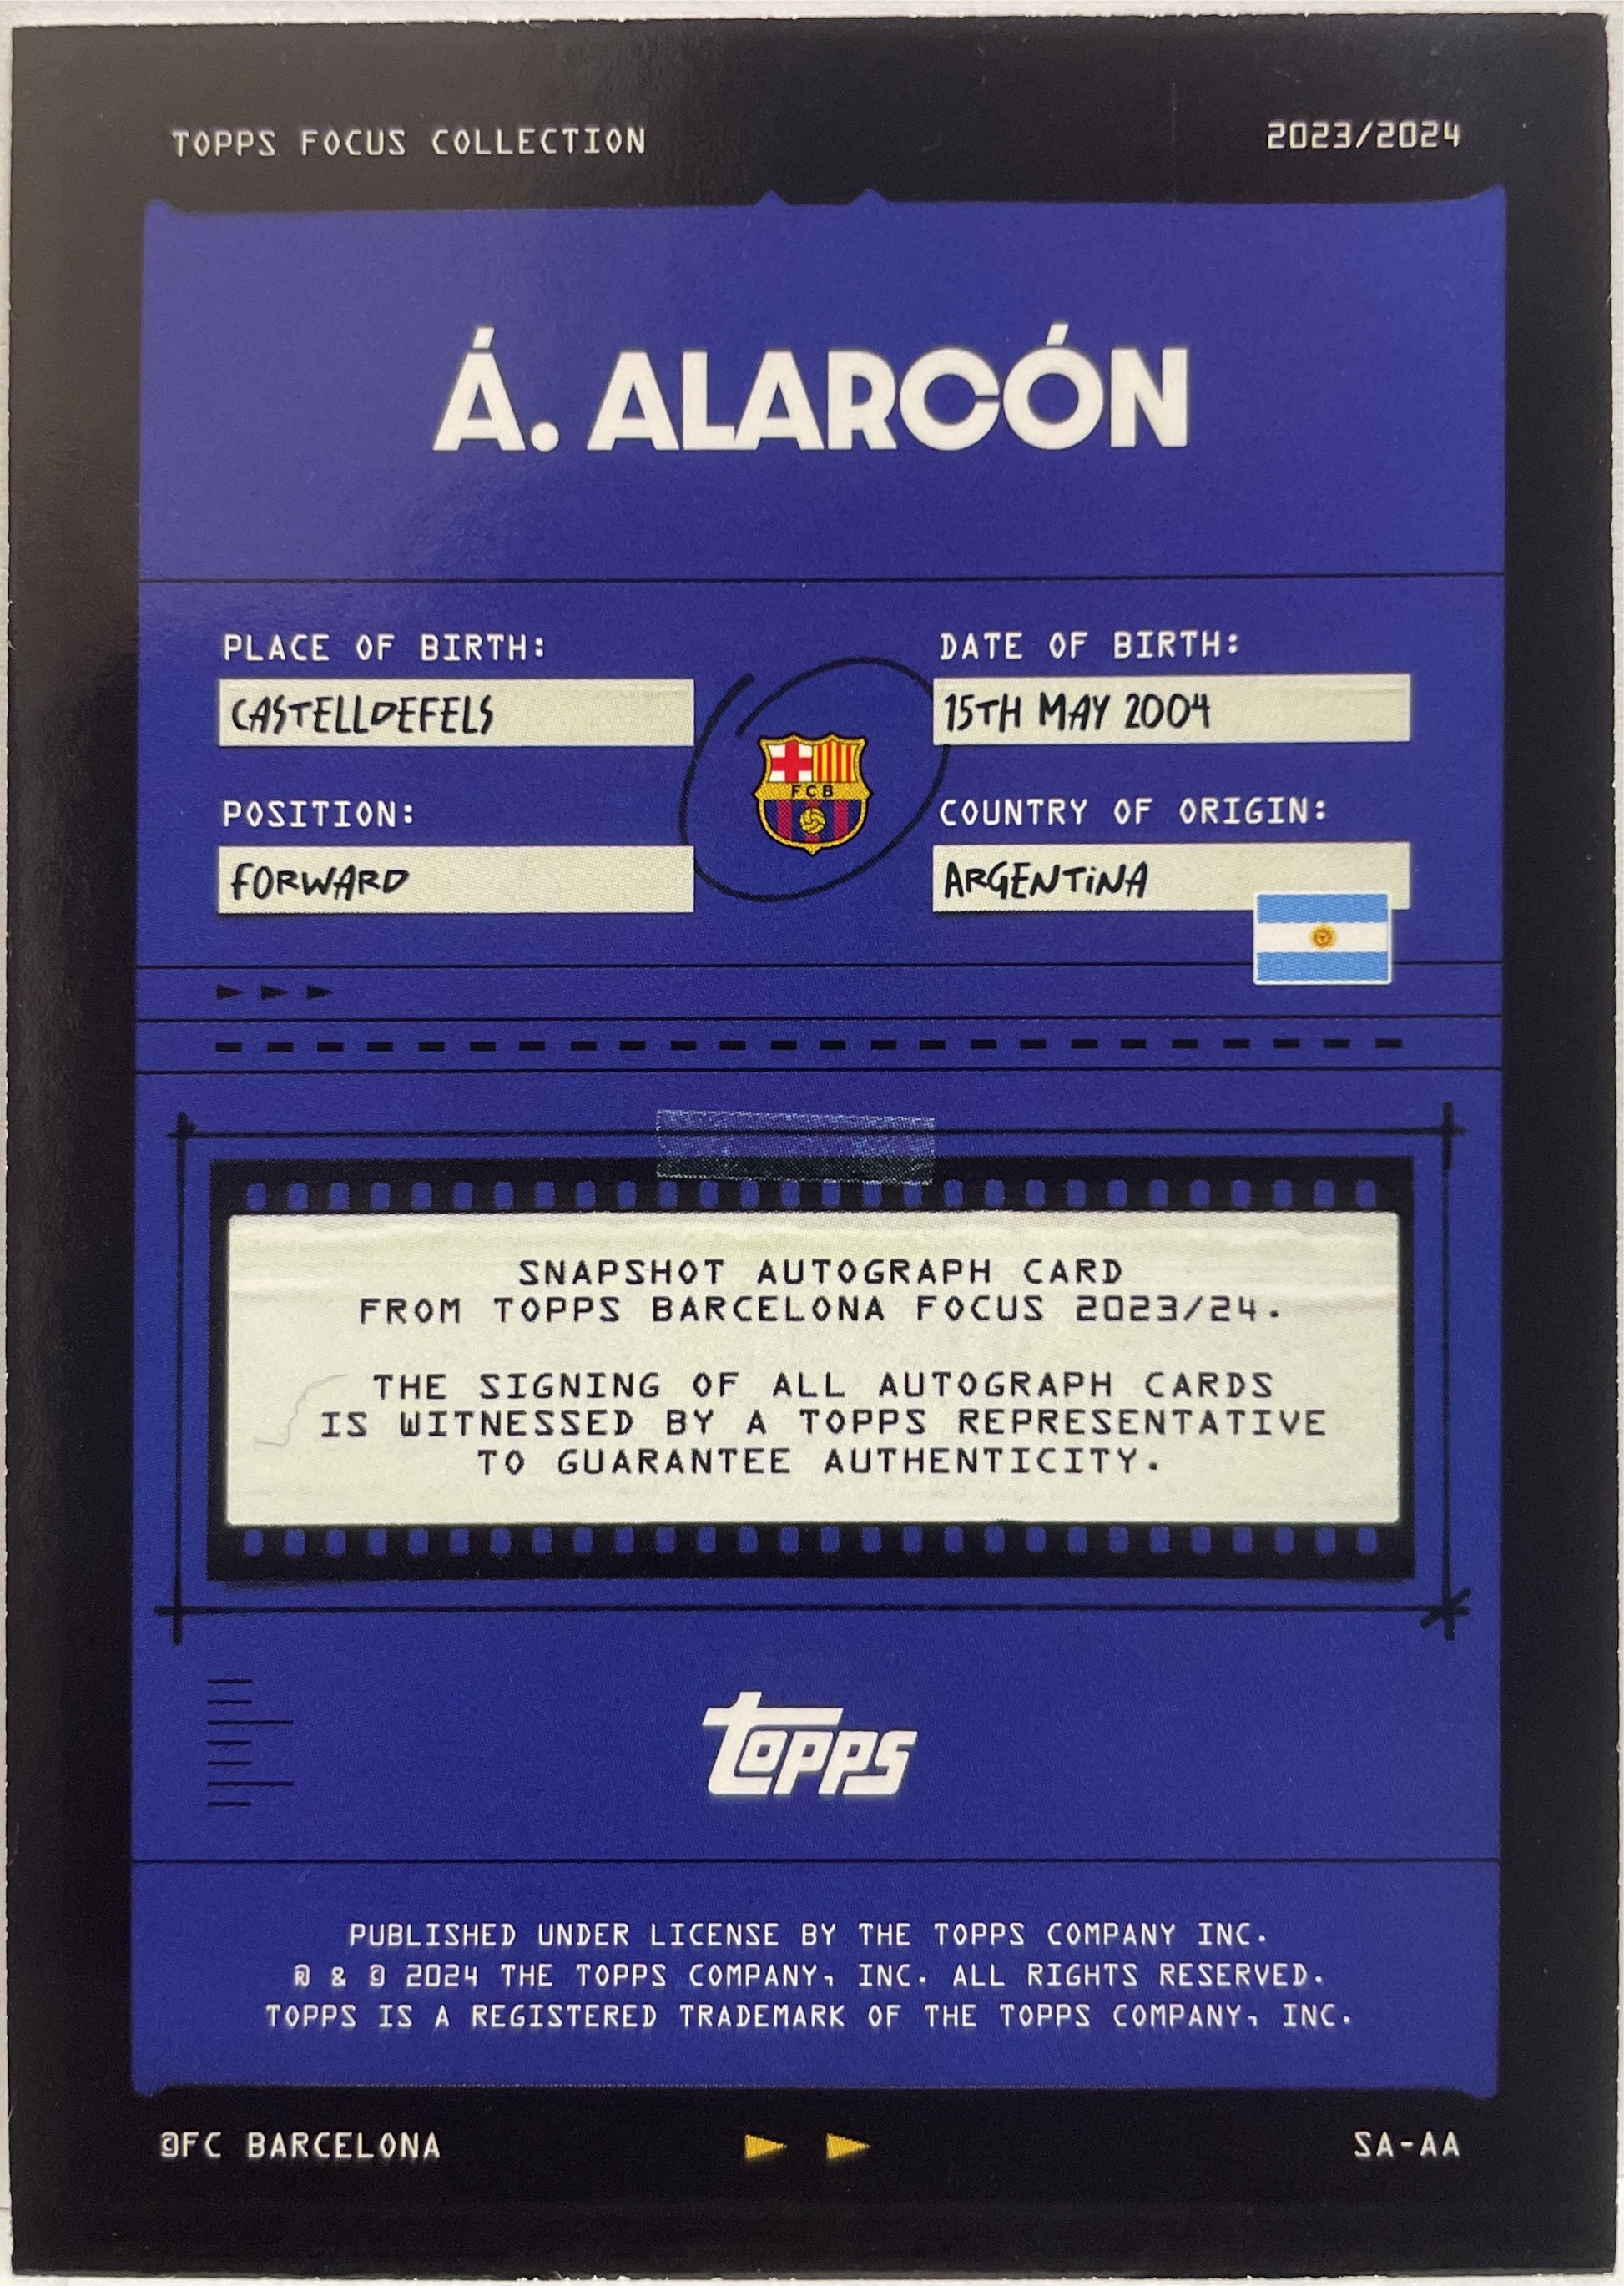 TOPPS FOCUS COLLECTION
2023/2024
Á. ALARCÓN
PLACE OF BIRTH:
CASTELLDEFELS
DATE OF BIRTH:
15TH MAY 2004
POSITION:
FORWARD
FCB
COUNTRY OF ORIGIN:
ARGENTINA
SNAPSHOT AUTOGRAPH CARD
FROM TOPPS BARCELONA FOCUS 2023/24.
THE SIGNING OF ALL AUTOGRAPH CARDS
IS WITNESSED BY A TOPPS REPRESENTATIVE
TO GUARANTEE AUTHENTICITY.
topps
PUBLISHED UNDER LICENSE BY THE TOPPS COMPANY INC.
® & © 2024 THE TOPPS COMPANY, INC. ALL RIGHTS RESERVED.
TOPPS IS A REGISTERED TRADEMARK OF THE TOPPS COMPANY, INC.
©FC BARCELONA
SA-AA